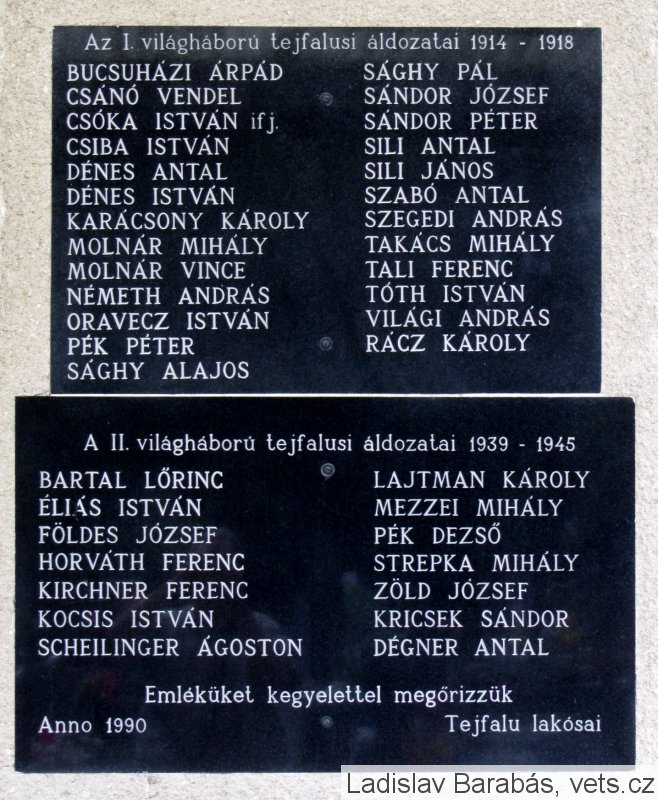 Az I. világháború tejfalusi áldozatai 1914 - 1918
BUCSUHÁZI ÁRPÁD
CSÁNÓ VENDEL
CSÓKA ISTVÁN ifj.
CSIBA ISTVÁN
DÉNES ANTAL
DÉNES ISTVÁN
KARÁCSONY KÁROLY
MOLNÁR MIHÁLY
MOLNÁR VINCE
NÉMETH ANDRÁS
ORAVECZ ISTVÁN
PÉK PÉTER
SÁGHY ALAJOS
SÁGHY PÁL
SÁNDOR JÓZSEF
SÁNDOR PÉTER
SILI ANTAL
SILI JÁNOS
SZABÓ ANTAL
SZEGEDI ANDRÁS
TAKÁCS MIHÁLY
TALI FERENC
TÓTH ISTVÁN
VILÁGI ANDRÁS
RÁCZ KÁROLY
A II. világháború tejfalusi áldozatai 1939 - 1945
BARTAL LŐRINC
ÉLIÁS ISTVÁN
FÖLDES JÓZSEF
HORVÁTH FERENC
KIRCHNER FERENC
KOCSIS ISTVÁN
SCHEILINGER ÁGOSTON
LAJTMAN KÁROLY
MEZZEI MIHÁLY
PÉK DEZSŐ
STREPKA MIHÁLY
ZÖLD JÓZSEF
KRICSEK SÁNDOR
DÉGNER ANTAL
Emléküket kegyelettel megőrizzük
Anno 1990 Tejfalu lakósai
Ladislav Barabás, vets.cz